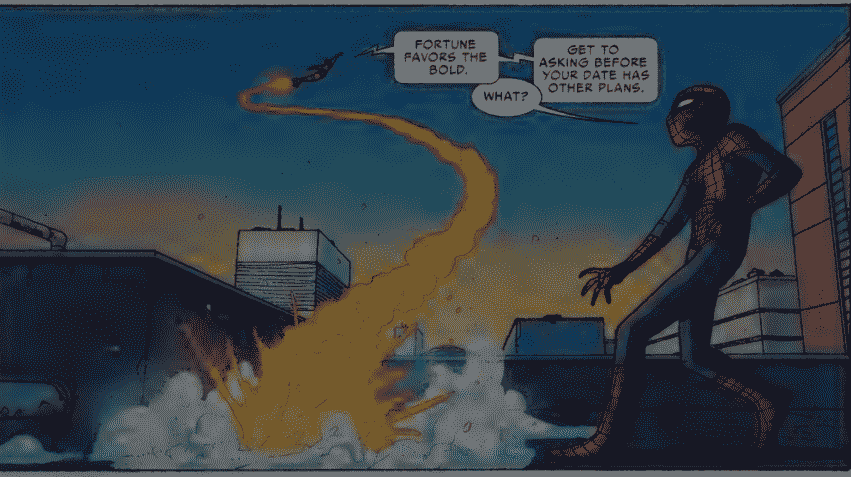 FORTUNE
FAVORS THE
BOLD.
GET TO
ASKING BEFORE
YOUR DATE HAS
OTHER PLANS.
WHAT?